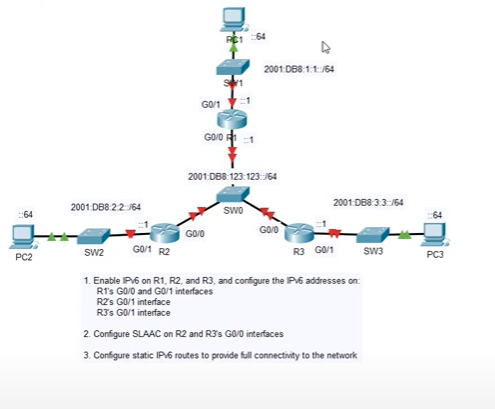 PC1 ::64
SW1
2001:DB8:1:1::/64
G0/1 ::1
G0/0 R1 ::1
2001:DB8:123:123::/64
SW0
::64
2001:DB8:2:2::/64
::1
G0/0
PC2
SW2
G0/1
R2
2001:DB8:3:3::/64
::64
G0/0
::1
R3
G0/1
SW3
PC3
1. Enable IPv6 on R1, R2, and R3, and configure the IPv6 addresses on:
R1's G0/0 and G0/1 interfaces
R2's G0/1 interface
R3's G0/1 interface
2. Configure SLAAC on R2 and R3's G0/0 interfaces
3. Configure static IPv6 routes to provide full connectivity to the network